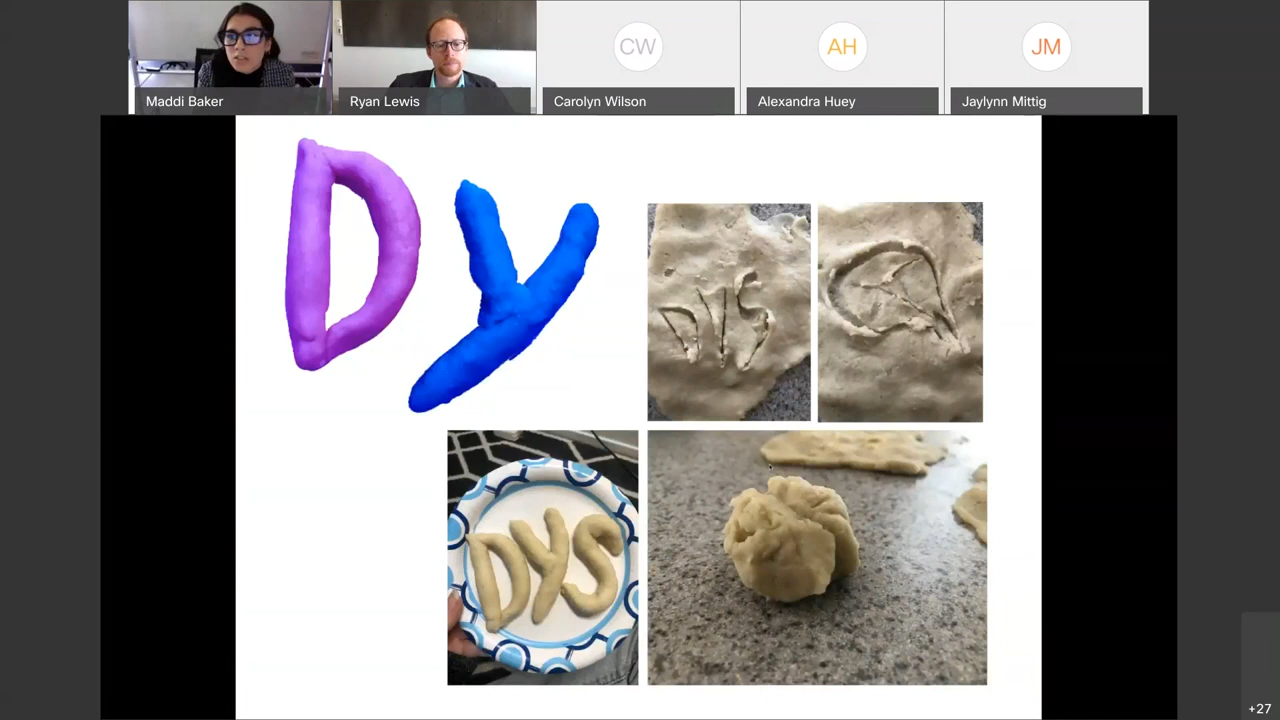 CW
AH
JM
Maddi Baker
Ryan Lewis
Carolyn Wilson
Alexandra Huey
Jaylynn Mittig
Dy
DYS
DYS
+27